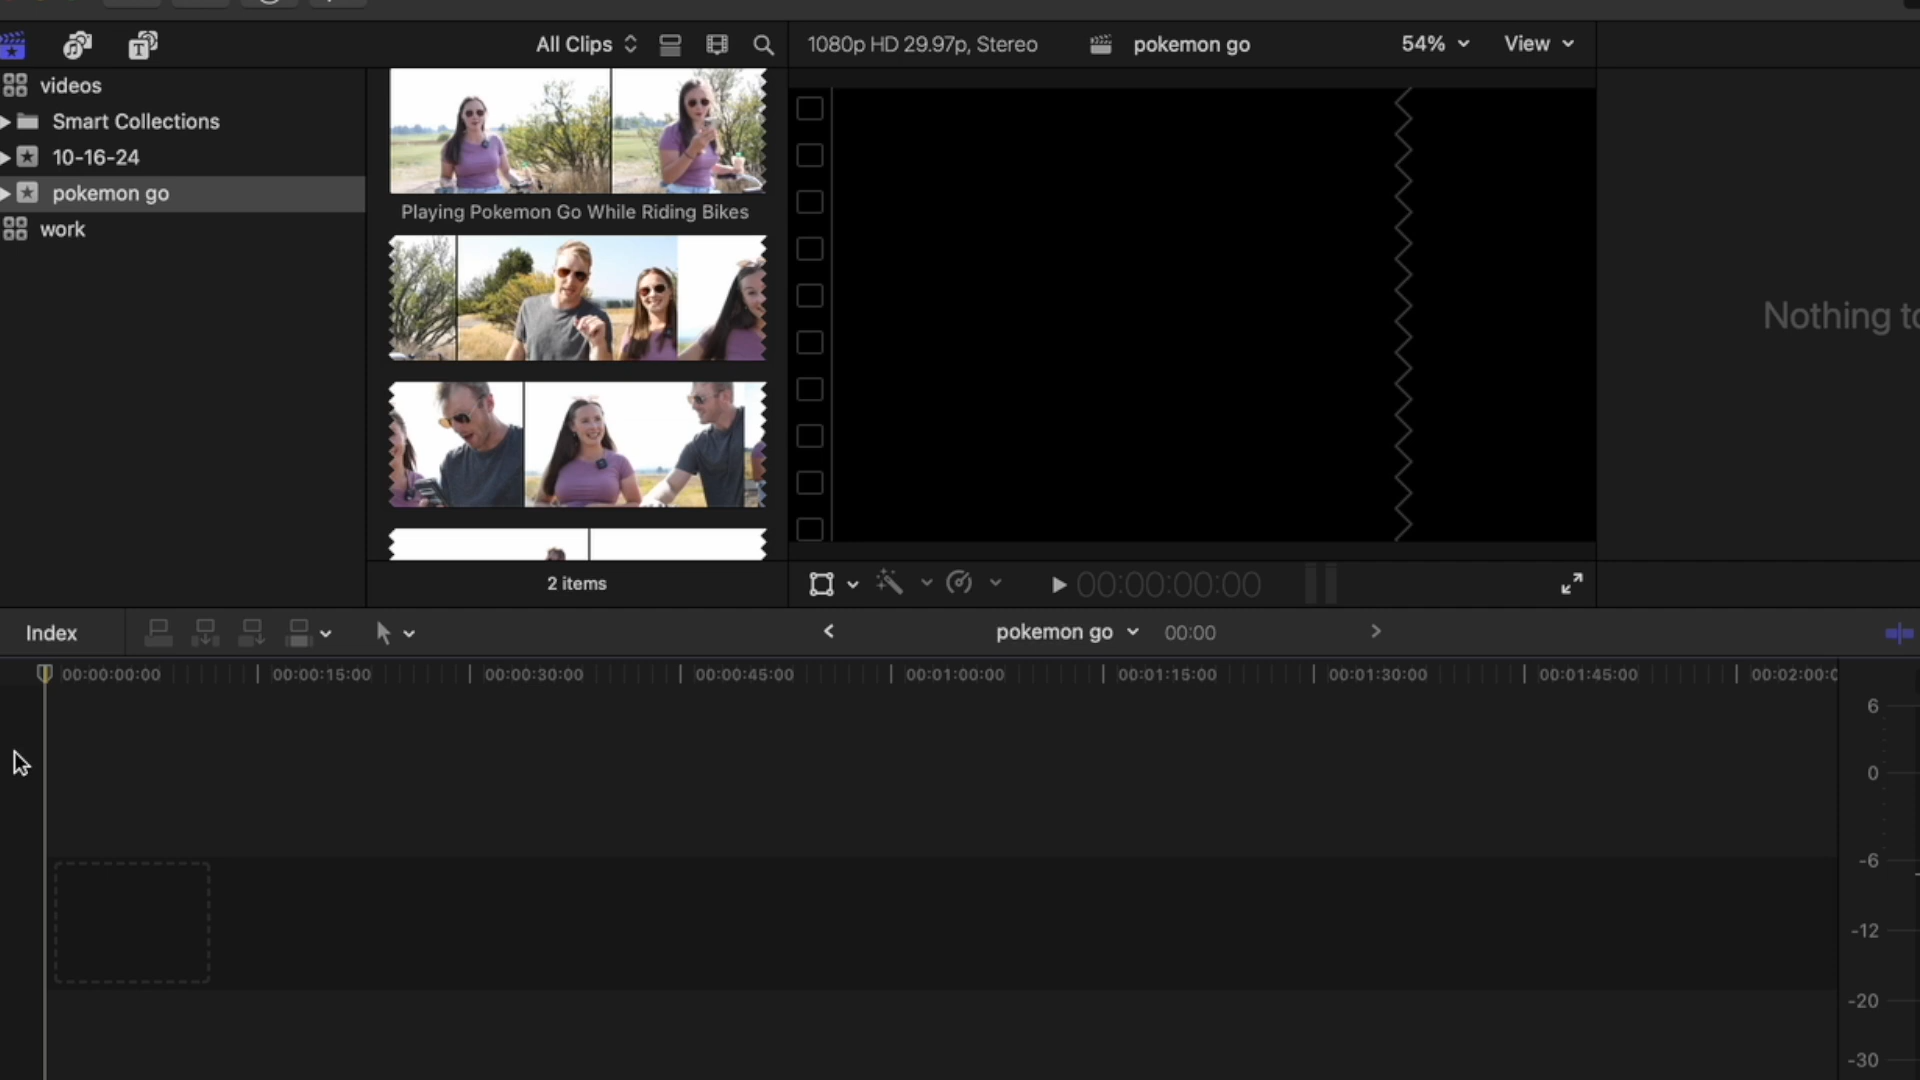 All Clips
1080p HD 29.97p, Stereo
pokemon go
54%
View
videos
Smart Collections
10-16-24
pokemon go
work
Playing Pokemon Go While Riding Bikes
2 items
Nothing
00:00:00:00
Index
pokemon go
00:00
00:00:00:00
00:00:15:00
00:00:30:00
00:00:45:00
00:01:00:00
00:01:15:00
00:01:30:00
00:01:45:00
00:02:00:0
6
0
-6
-12
-20
-30